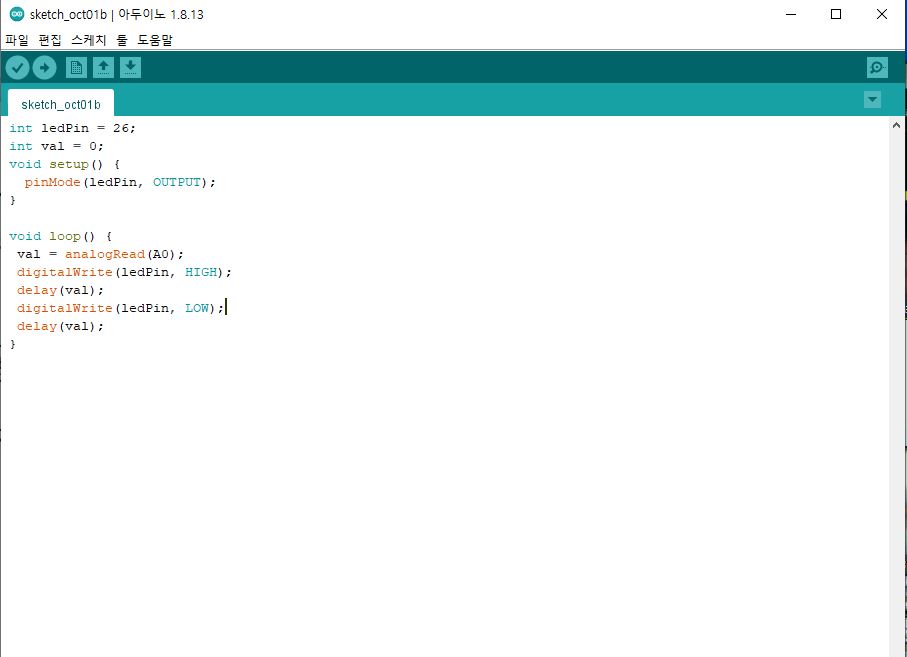 sketch_oct01b | 아두이노 1.8.13
파일 편집 스케치 툴 도움말
sketch_oct01b
int ledPin = 26;
int val = 0;
void setup() {
  pinMode(ledPin, OUTPUT);
}

void loop() {
 val = analogRead(A0);
 digitalWrite(ledPin, HIGH);
 delay(val);
 digitalWrite(ledPin, LOW);
 delay(val);
}